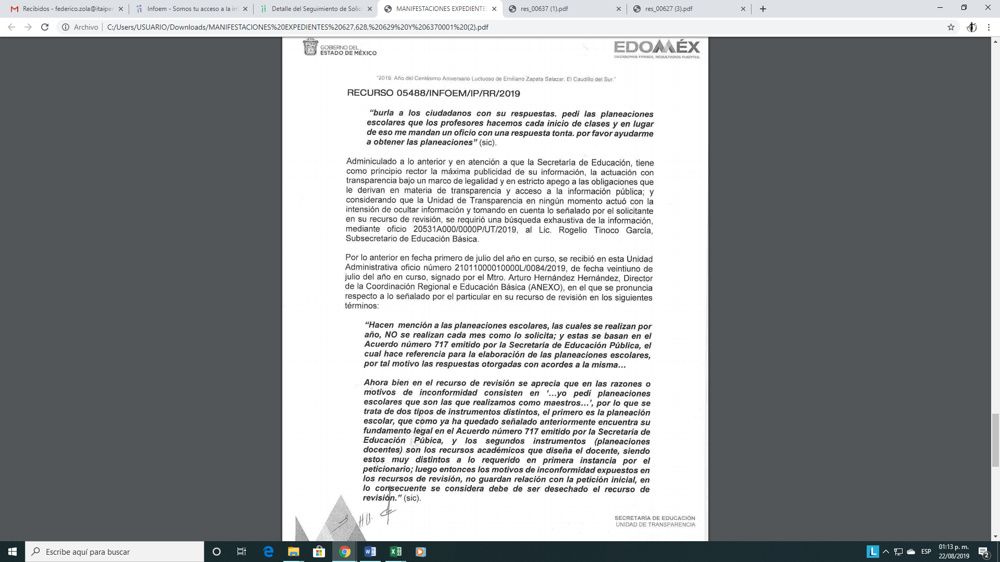 Recibidos - federico.zola@itaiper
Infoem - Somos tu acceso a la in
Detalle del Seguimiento de Solici
MANIFESTACIONES EXPEDIENTES
res_00637 (1).pdf
res_00627 (3).pdf
Archivo
C:/Users/USUARIO/Downloads/MANIFESTACIONES%20EXPEDIENTES%20627,628,%20629%20Y%206370001%20(2).pdf
GOBIERNO DEL
ESTADO DE MÉXICO
EDOMÉX
DECISIONES FIRMES, RESULTADOS FUERTES.
"2019. Año del Centésimo Aniversario Luctuoso de Emiliano Zapata Salazar. El Caudillo del Sur."
RECURSO 05488/INFOEM/IP/RR/2019
“burla a los ciudadanos con su respuestas. pedi las planeaciones
escolares que los profesores hacemos cada inicio de clases y en lugar
de eso me mandan un oficio con una respuesta tonta. por favor ayudarme
a obtener las planeaciones” (sic).
Adminiculado a lo anterior y en atención a que la Secretaría de Educación, tiene
como principio rector la máxima publicidad de su información, la actuación con
transparencia bajo un marco de legalidad y en estricto apego a las obligaciones que
le derivan en materia de transparencia y acceso a la información pública; y
considerando que la Unidad de Transparencia en ningún momento actuó con la
intensión de ocultar información y tomando en cuenta lo señalado por el solicitante
en su recurso de revisión, se requirió una búsqueda exhaustiva de la información,
mediante oficio 20531A000/0000P/UT/2019, al Lic. Rogelio Tinoco García,
Subsecretario de Educación Básica.
Por lo anterior en fecha primero de julio del año en curso, se recibió en esta Unidad
Administrativa oficio número 21011000010000L/0084/2019, de fecha veintiuno de
julio del año en curso, signado por el Mtro. Arturo Hernández Hernández, Director
de la Coordinación Regional e Educación Básica (ANEXO), en el que se pronuncia
respecto a lo señalado por el particular en su recurso de revisión en los siguientes
términos:
“Hacen mención a las planeaciones escolares, las cuales se realizan por
año, NO se realizan cada mes como lo solicita; y estas se basan en el
Acuerdo número 717 emitido por la Secretaría de Educación Pública, el
cual hace referencia para la elaboración de las planeaciones escolares,
por tal motivo las respuestas otorgadas con acordes a la misma…
Ahora bien en el recurso de revisión se aprecia que en las razones o
motivos de inconformidad consisten en ‘…yo pedí planeaciones
escolares que son las que realizamos como maestros…’, por lo que se
trata de dos tipos de instrumentos distintos, el primero es la planeación
escolar, que como ya ha quedado señalado anteriormente encuentra su
fundamento legal en el Acuerdo número 717 emitido por la Secretaría de
Educación Púbica, y los segundos instrumentos (planeaciones
docentes) son los recursos académicos que diseña el docente, siendo
estos muy distintos a lo requerido en primera instancia por el
peticionario; luego entonces los motivos de inconformidad expuestos en
los recursos de revisión, no guardan relación con la petición inicial, en
lo consecuente se considera debe de ser desechado el recurso de
revisión.” (sic).
SECRETARÍA DE EDUCACIÓN
UNIDAD DE TRANSPARENCIA
Escribe aquí para buscar
ESP
01:13 p. m.
22/08/2019
2